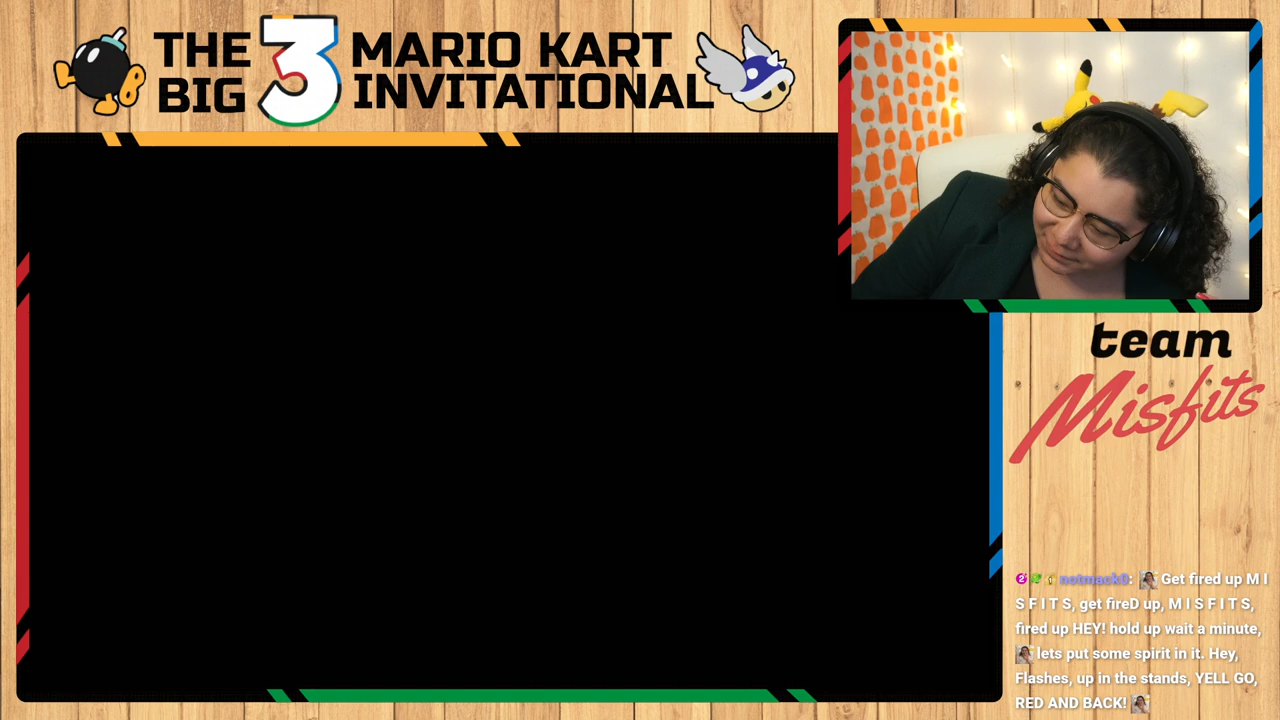 THE BIG 3 MARIO KART INVITATIONAL
team
Misfits
notmack0: Get fired up M I
S F I T S, get fireD up, M I S F I T S,
fired up HEY! hold up wait a minute,
lets put some spirit in it. Hey,
Flashes, up in the stands, YELL GO,
RED AND BACK!